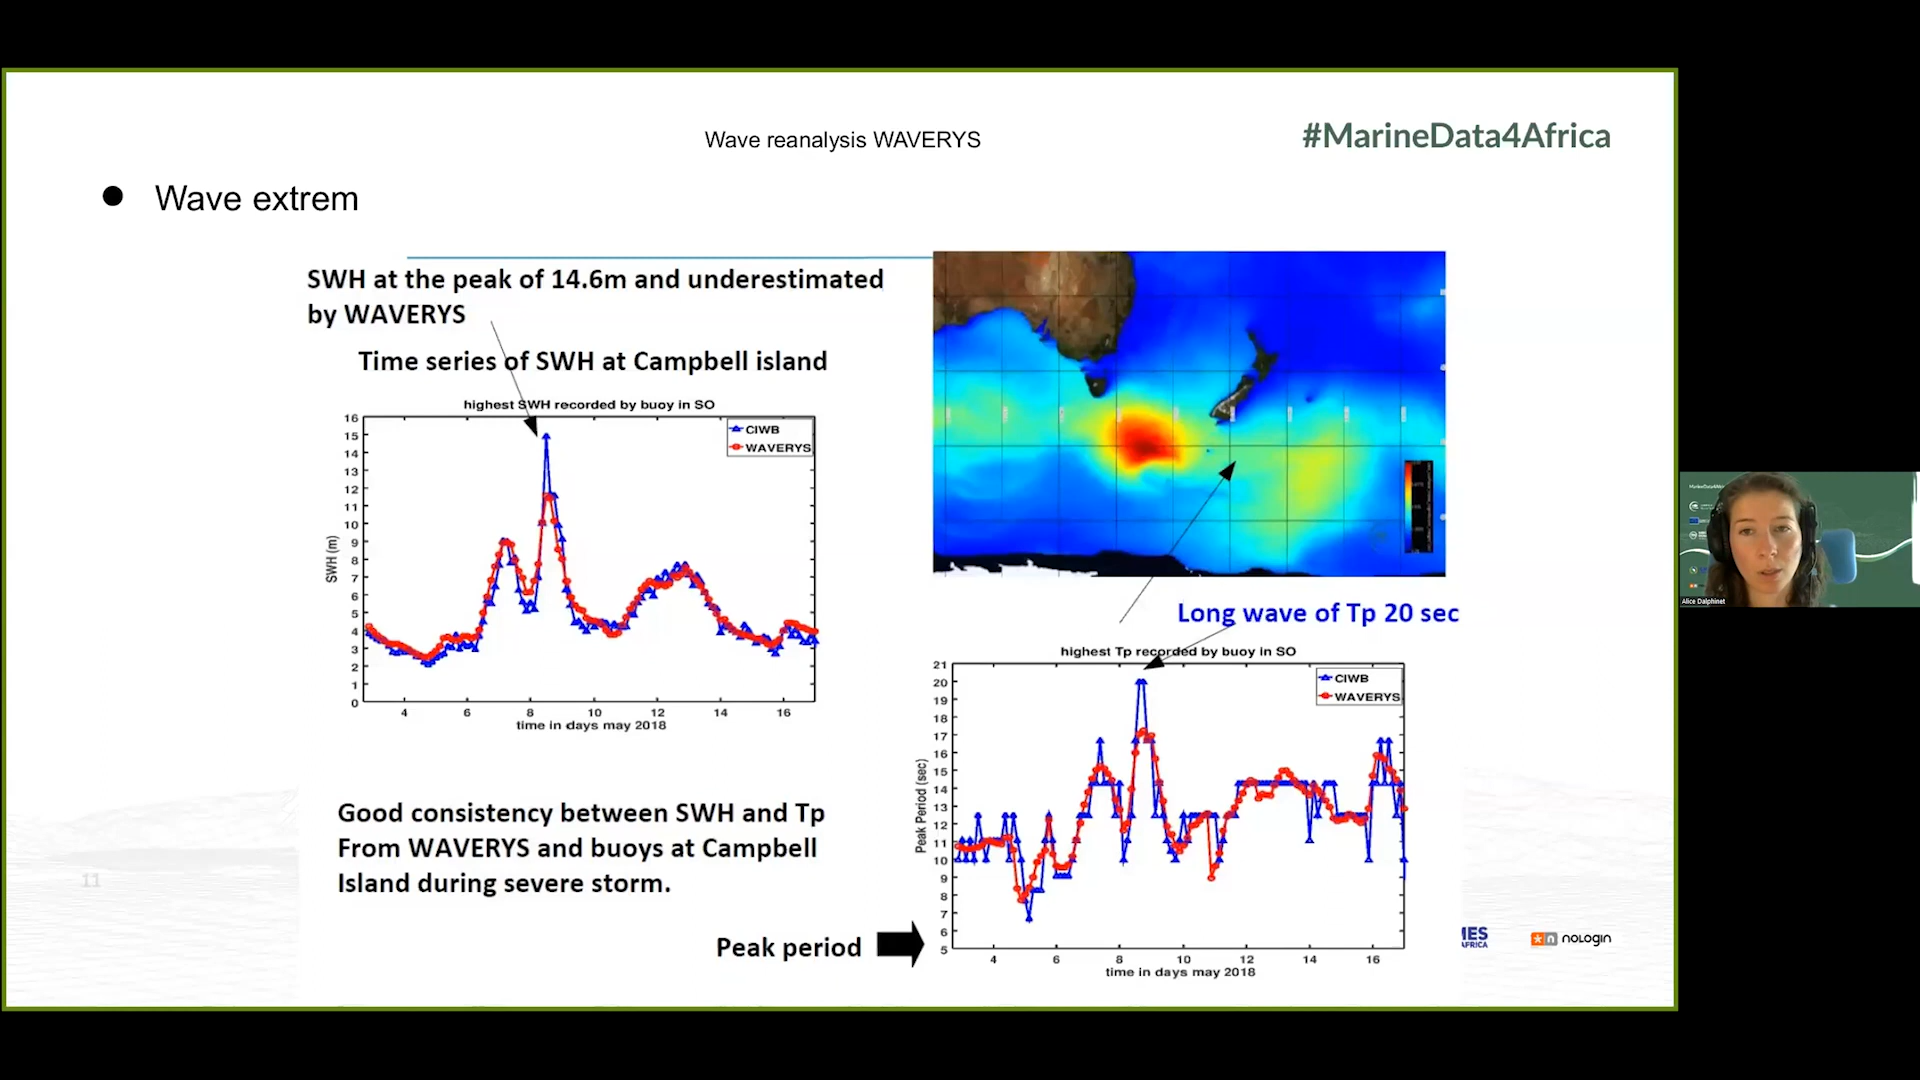 Wave reanalysis WAVERYS
#MarineData4Africa
Wave extrem
SWH at the peak of 14.6m and underestimated
by WAVERYS
Time series of SWH at Campbell island
highest SWH recorded by buoy in SO
CIWB
WAVERYS
SWH (m)
16
15
14
13
12
11
10
9
8
7
6
5
4
3
2
1
0
4 6 8 10 12 14 16
time in days may 2018
Long wave of Tp 20 sec
highest Tp recorded by buoy in SO
CIWB
WAVERYS
Peak Period (sec)
21
20
19
18
17
16
15
14
13
12
11
10
9
8
7
6
5
4 6 8 10 12 14 16
time in days may 2018
Good consistency between SWH and Tp
From WAVERYS and buoys at Campbell
Island during severe storm.
Peak period
11
MES
AFRICA
nologin
Alice Dalphinet